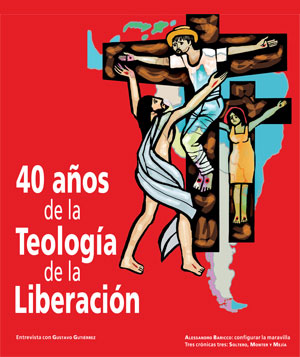 40 años
de la
Teología
de la
Liberación
Entrevista con Gustavo Gutiérrez
Alessandro Baricco: configurar la maravilla
Tres crónicas tres: Soltero, Monter y Mejía